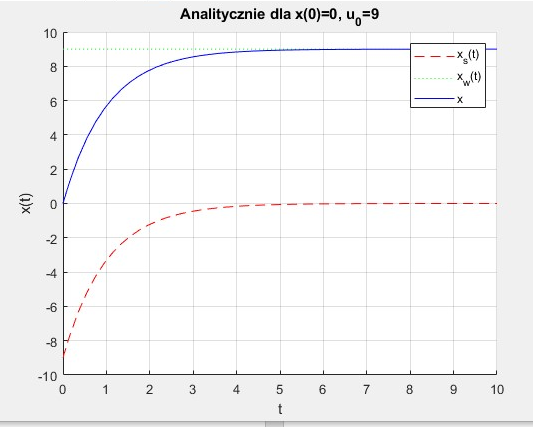 Analitycznie dla x(0)=0, u0=9
10
8
6
4
2
0
-2
-4
-6
-8
-10
x(t)
xs(t)
xw(t)
x
0 1 2 3 4 5 6 7 8 9 10
t